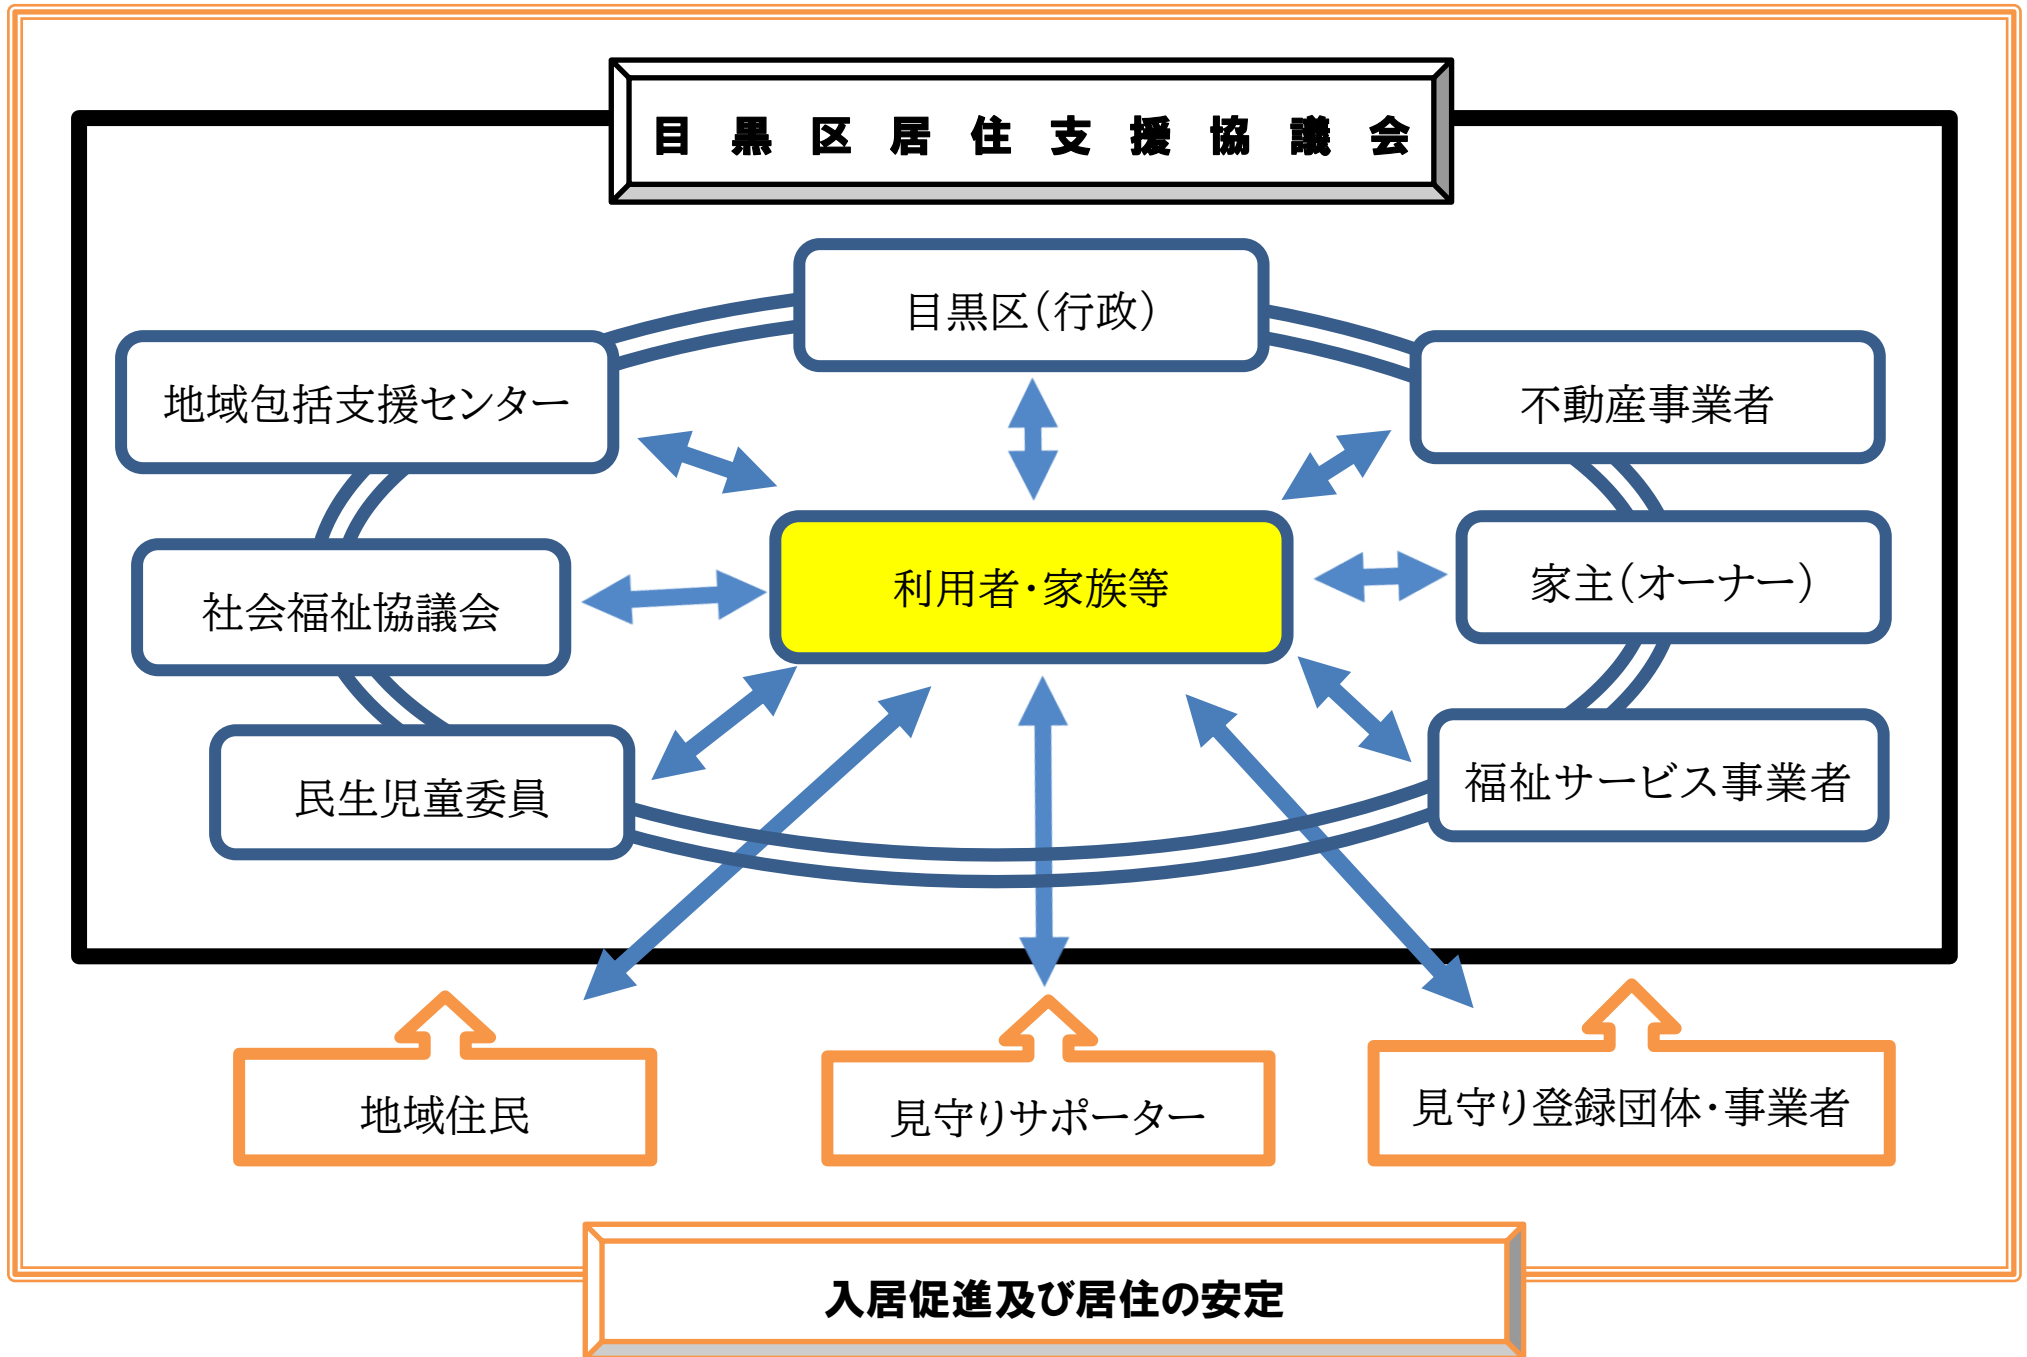 目黒区居住支援協議会
目黒区（行政）
地域包括支援センター
不動産事業者
利用者・家族等
家主（オーナー）
社会福祉協議会
民生児童委員
福祉サービス事業者
地域住民
見守りサポーター
見守り登録団体・事業者
入居促進及び居住の安定